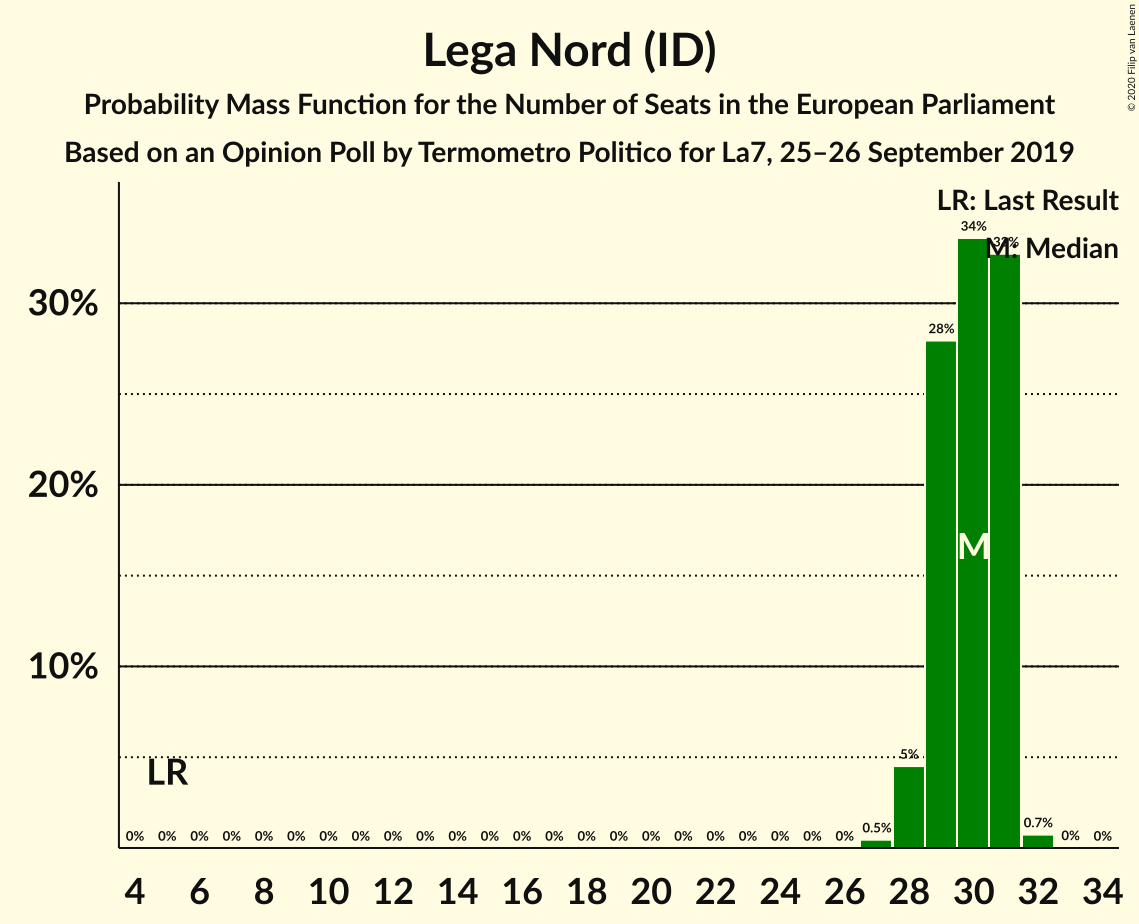 Lega Nord (ID)
Probability Mass Function for the Number of Seats in the European Parliament
Based on an Opinion Poll by Termometro Politico for La7, 25–26 September 2019
© 2020 Filip van Laenen
LR: Last Result
M: Median
34%
33%
30%
28%
20%
M
10%
5%
LR
0% 0% 0% 0% 0% 0% 0% 0% 0% 0% 0% 0% 0% 0% 0% 0% 0% 0% 0% 0% 0% 0% 0% 0.5% 0.7% 0% 0%
4 6 8 10 12 14 16 18 20 22 24 26 28 30 32 34